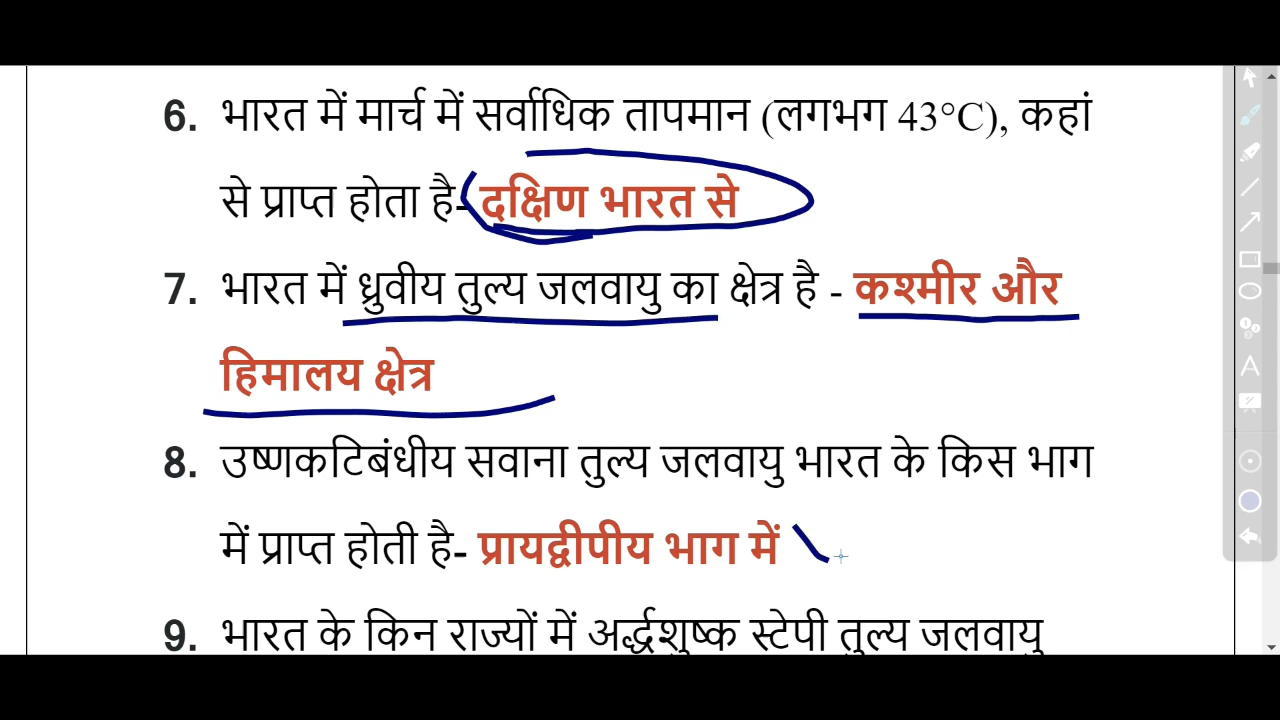 6. भारत में मार्च में सर्वाधिक तापमान (लगभग 43°C), कहां
से प्राप्त होता है- दक्षिण भारत से
7. भारत में ध्रुवीय तुल्य जलवायु का क्षेत्र है - कश्मीर और
हिमालय क्षेत्र
8. उष्णकटिबंधीय सवाना तुल्य जलवायु भारत के किस भाग
में प्राप्त होती है- प्रायद्वीपीय भाग में
9. भारत के किन राज्यों में अर्द्धशुष्क स्टेपी तुल्य जलवायु